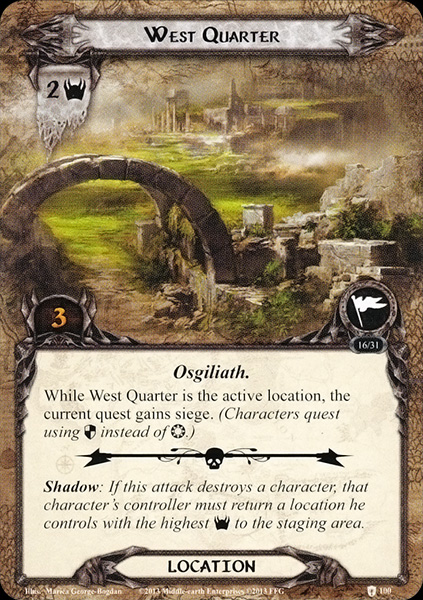 West Quarter
2
3
16/31
Osgiliath.
While West Quarter is the active location, the
current quest gains siege. (Characters quest
using instead of .)
Shadow: If this attack destroys a character, that
character's controller must return a location he
controls with the highest to the staging area.
Illus. Marica George-Bogdan ©2013 Middle-earth Enterprises ©2013 FFG 100
LOCATION